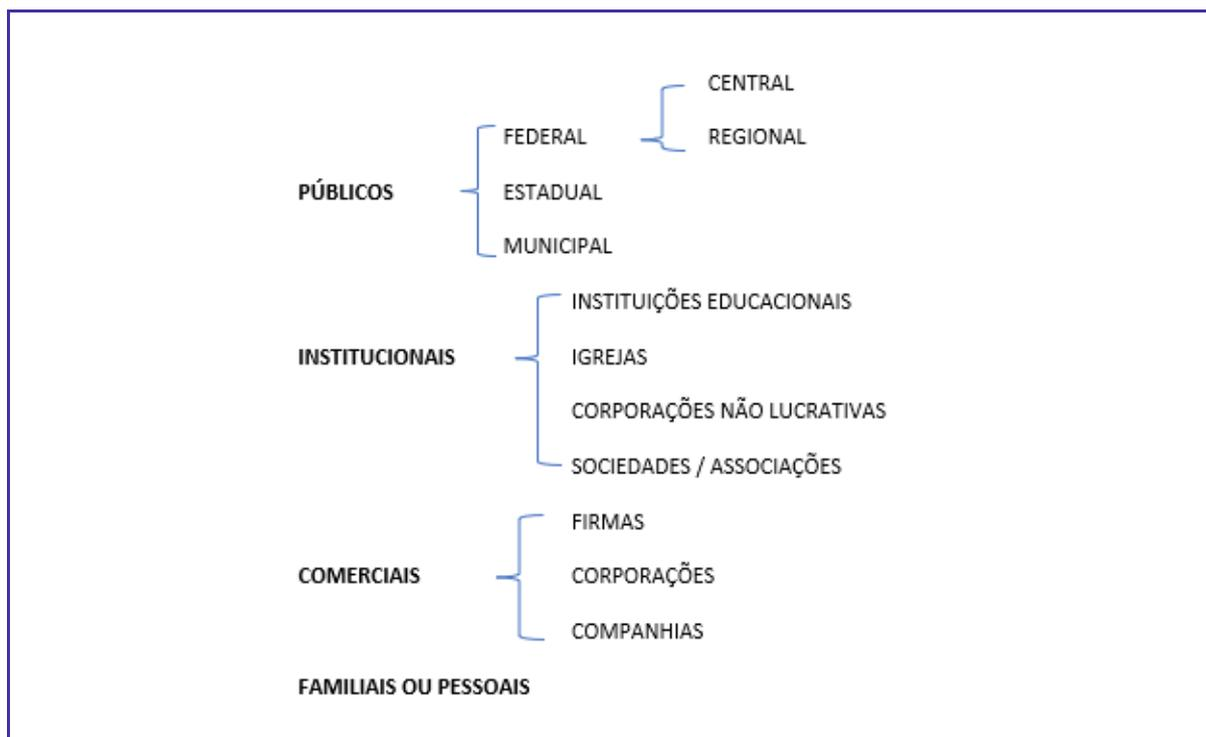 CENTRAL
FEDERAL REGIONAL
PÚBLICOS ESTADUAL
MUNICIPAL
INSTITUIÇÕES EDUCACIONAIS
INSTITUCIONAIS IGREJAS
CORPORAÇÕES NÃO LUCRATIVAS
SOCIEDADES / ASSOCIAÇÕES
FIRMAS
COMERCIAIS CORPORAÇÕES
COMPANHIAS
FAMILIAIS OU PESSOAIS